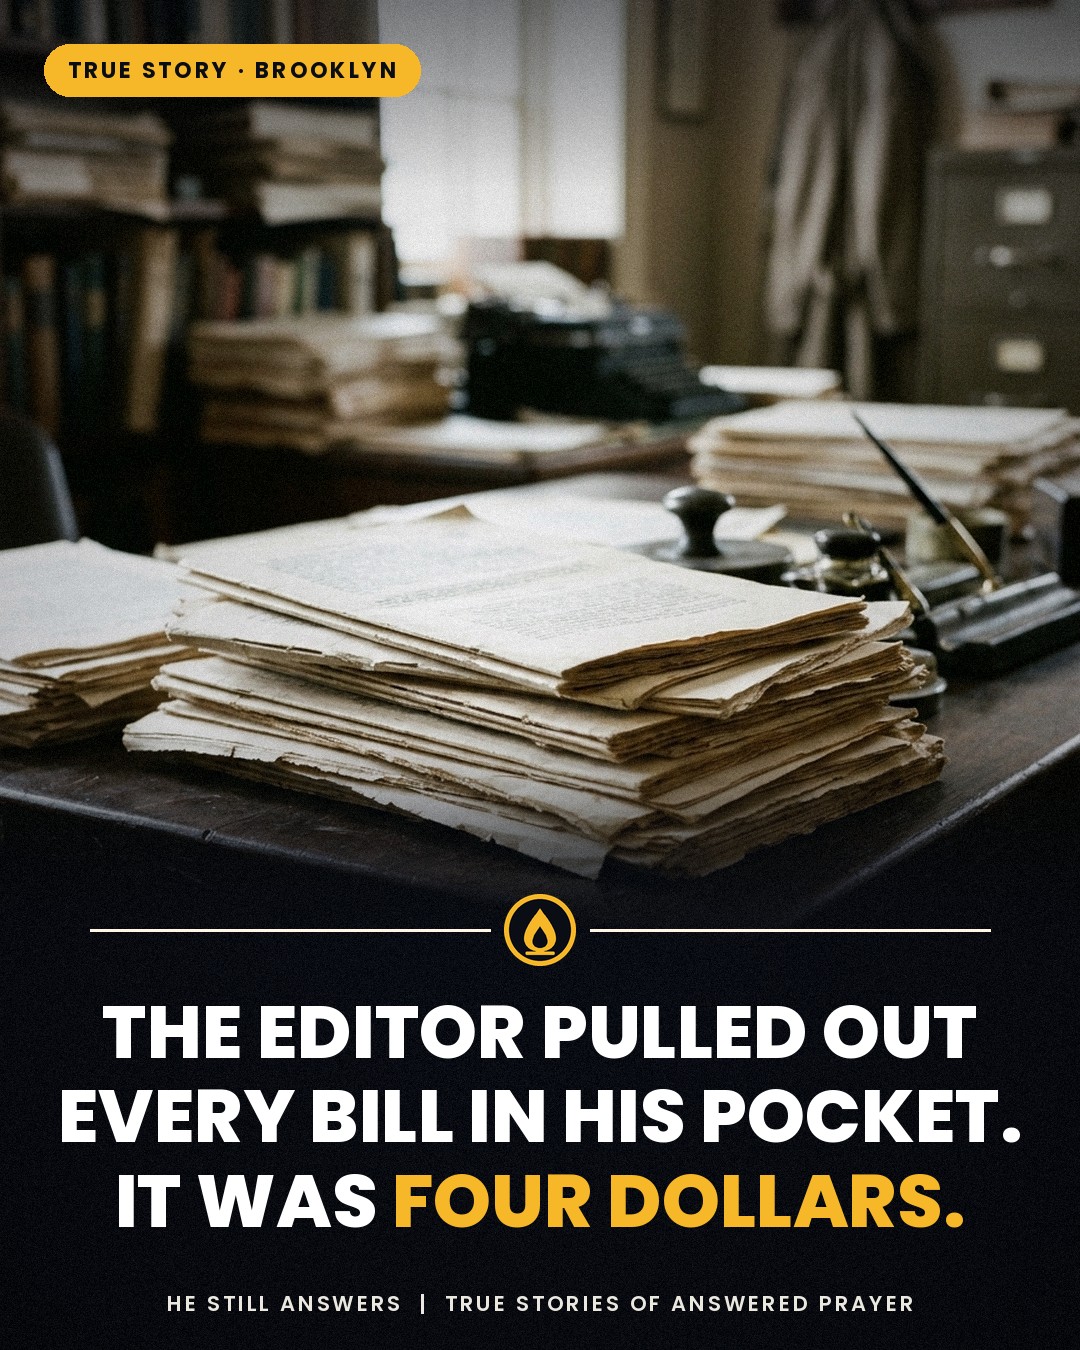 TRUE STORY · BROOKLYN
THE EDITOR PULLED OUT
EVERY BILL IN HIS POCKET.
IT WAS FOUR DOLLARS.
HE STILL ANSWERS | TRUE STORIES OF ANSWERED PRAYER